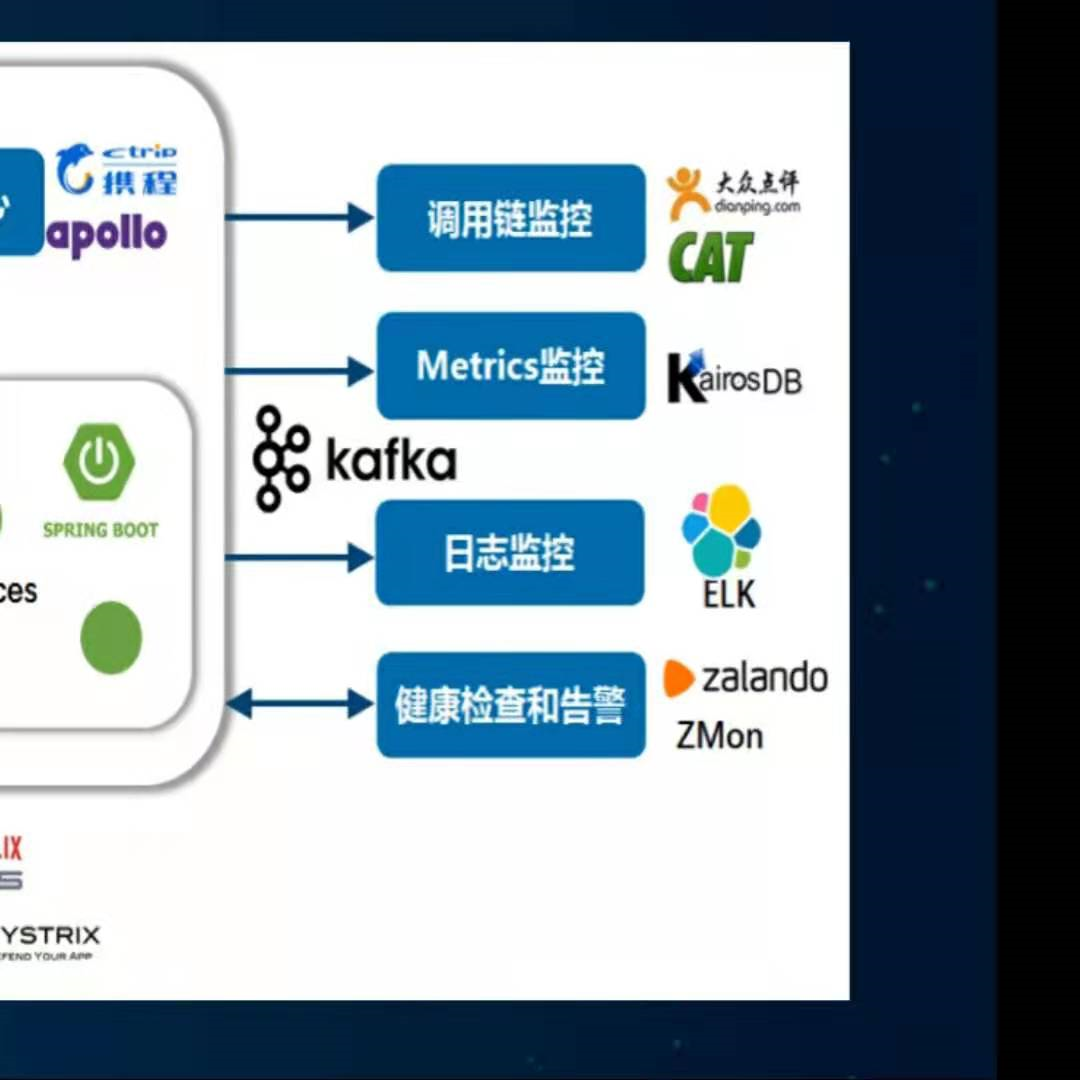 ctrip
携程
apollo
调用链监控
大众点评
dianping.com
CAT
Metrics监控
KairosDB
kafka
SPRING BOOT
日志监控
ELK
ces
健康检查和告警
zalando
ZMon
IX
YSTRIX
EFEND YOUR APP